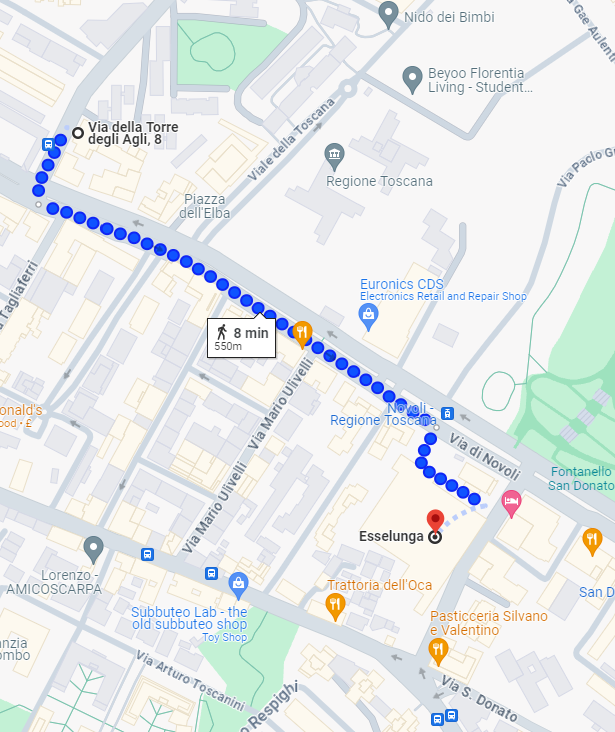 Nido dei Bimbi
Via Gae Aulenti
Beyoo Florentia
Living - Student...
Via della Torre
degli Agli, 8
Viale della Toscana
Regione Toscana
Via Paolo Gr
Piazza
dell'Elba
a Tagliaferri
Euronics CDS
Electronics Retail and Repair Shop
8 min
550m
Via Mario Ulivelli
onald's
ood · £
Novoli -
Regione Toscana
Via di Novoli
Fontanello
San Donato
Via Mario Ulivelli
Esselunga
Lorenzo -
AMICOSCARPA
Trattoria dell'Oca
San D
Subbuteo Lab - the
old subbuteo shop
Toy Shop
Pasticceria Silvano
e Valentino
nzia
ombo
Via Arturo Toscanini
o Respighi
Via S. Donato